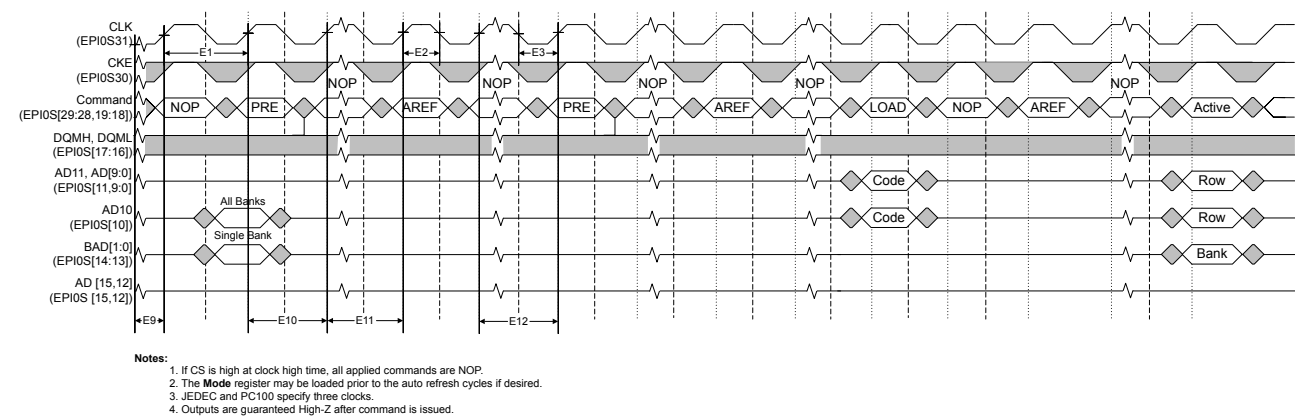 CLK
(EPI0S31)
E1
E2
E3
CKE
(EPI0S30)
NOP
NOP
NOP
NOP
NOP
Command
(EPI0S[29:28,19:18])
NOP
PRE
AREF
PRE
AREF
LOAD
NOP
AREF
Active
DQMH, DQML
(EPI0S[17:16])
AD11, AD[9:0]
(EPI0S[11,9:0]
Code
Row
All Banks
AD10
(EPI0S[10])
Code
Row
Single Bank
BAD[1:0]
(EPI0S[14:13])
Bank
AD [15,12]
(EPI0S [15,12])
E9
E10
E11
E12
Notes:
1. If CS is high at clock high time, all applied commands are NOP.
2. The Mode register may be loaded prior to the auto refresh cycles if desired.
3. JEDEC and PC100 specify three clocks.
4. Outputs are guaranteed High-Z after command is issued.